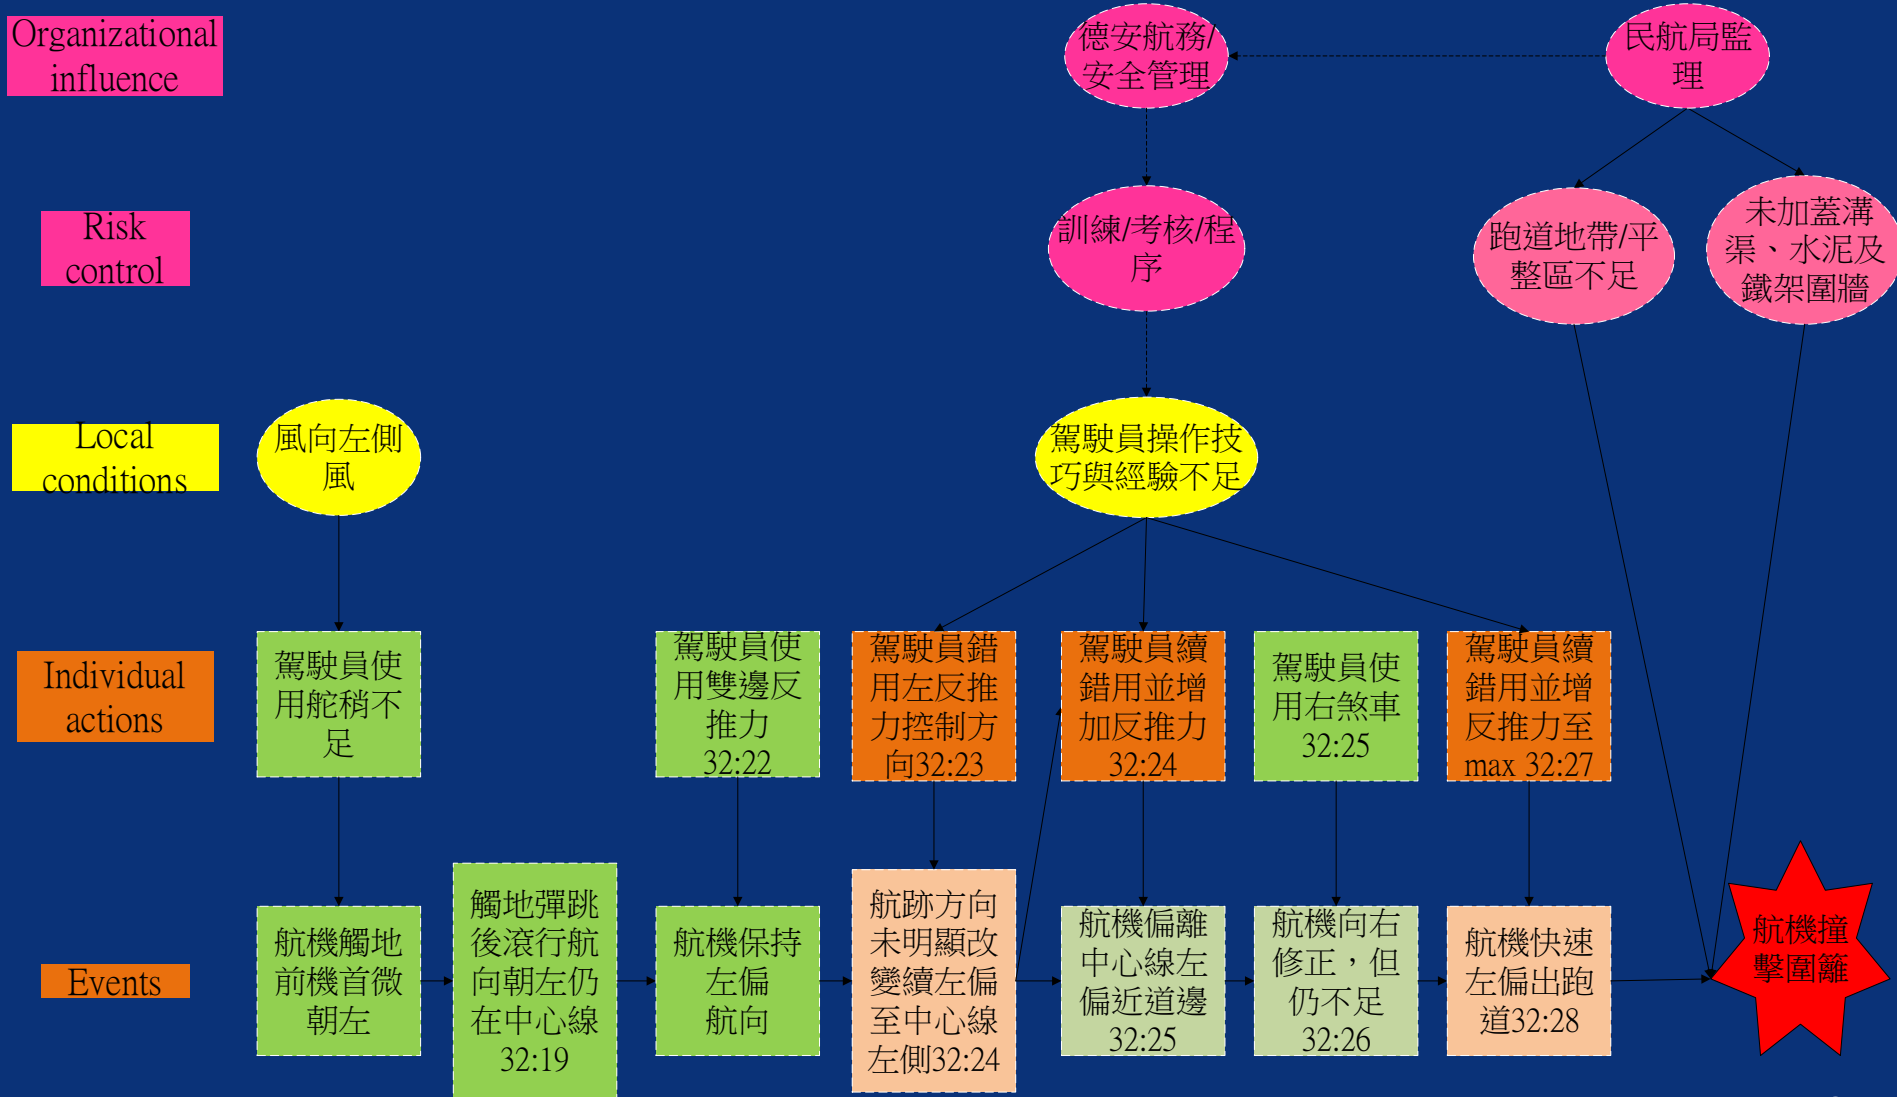 Organizational
influence
德安航務/
安全管理
民航局監
理
Risk
control
訓練/考核/程
序
跑道地帶/平
整區不足
未加蓋溝
渠、水泥及
鐵架圍牆
Local
conditions
風向左側
風
駕駛員操作技
巧與經驗不足
Individual
actions
駕駛員使
用舵稍不
足
駕駛員使
用雙邊反
推力
32:22
駕駛員錯
用左反推
力控制方
向32:23
駕駛員續
錯用並增
加反推力
32:24
駕駛員使
用右煞車
32:25
駕駛員續
錯用並增
反推力至
max 32:27
Events
航機觸地
前機首微
朝左
觸地彈跳
後滾行航
向朝左仍
在中心線
32:19
航機保持
左偏
航向
航跡方向
未明顯改
變續左偏
至中心線
左側32:24
航機偏離
中心線左
偏近道邊
32:25
航機向右
修正，但
仍不足
32:26
航機快速
左偏出跑
道32:28
航機撞
擊圍籬